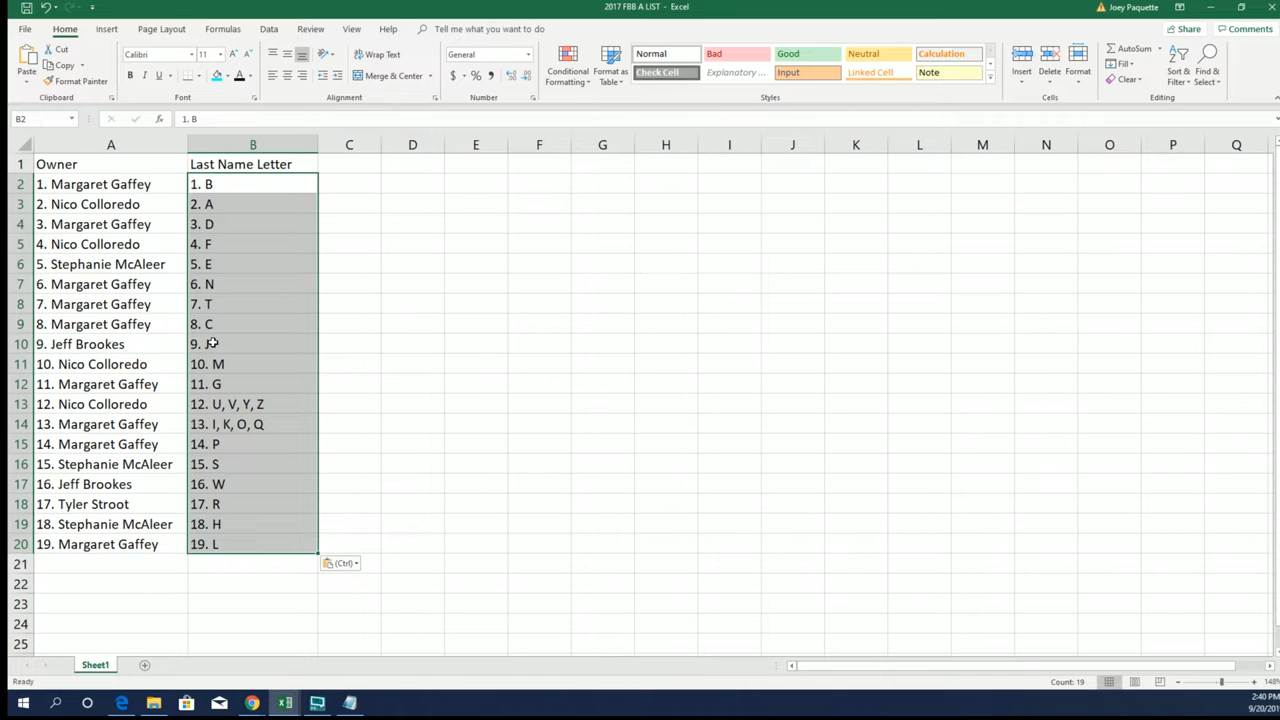 2017 FBB A LIST - Excel
Joey Paquette
File Home Insert Page Layout Formulas Data Review View Help Tell me what you want to do Share Comments
Paste Cut Copy Format Painter Clipboard
Calibri 11 B I U A Font
Wrap Text Merge & Center Alignment
General $ % , Number
Conditional Formatting Format as Table
Normal Bad Good Neutral Calculation
Check Cell Explanatory ... Input Linked Cell Note
Styles
Insert Delete Format Cells
AutoSum Fill Clear Sort & Filter Find & Select Editing
B2 fx 1. B
A B C D E F G H I J K L M N O P Q
1 Owner Last Name Letter
2 1. Margaret Gaffey 1. B
3 2. Nico Colloredo 2. A
4 3. Margaret Gaffey 3. D
5 4. Nico Colloredo 4. F
6 5. Stephanie McAleer 5. E
7 6. Margaret Gaffey 6. N
8 7. Margaret Gaffey 7. T
9 8. Margaret Gaffey 8. C
10 9. Jeff Brookes 9. J
11 10. Nico Colloredo 10. M
12 11. Margaret Gaffey 11. G
13 12. Nico Colloredo 12. U, V, Y, Z
14 13. Margaret Gaffey 13. I, K, O, Q
15 14. Margaret Gaffey 14. P
16 15. Stephanie McAleer 15. S
17 16. Jeff Brookes 16. W
18 17. Tyler Stroot 17. R
19 18. Stephanie McAleer 18. H
20 19. Margaret Gaffey 19. L
21 (Ctrl)
22
23
24
25
Sheet1
Ready Count: 19 148%
2:40 PM